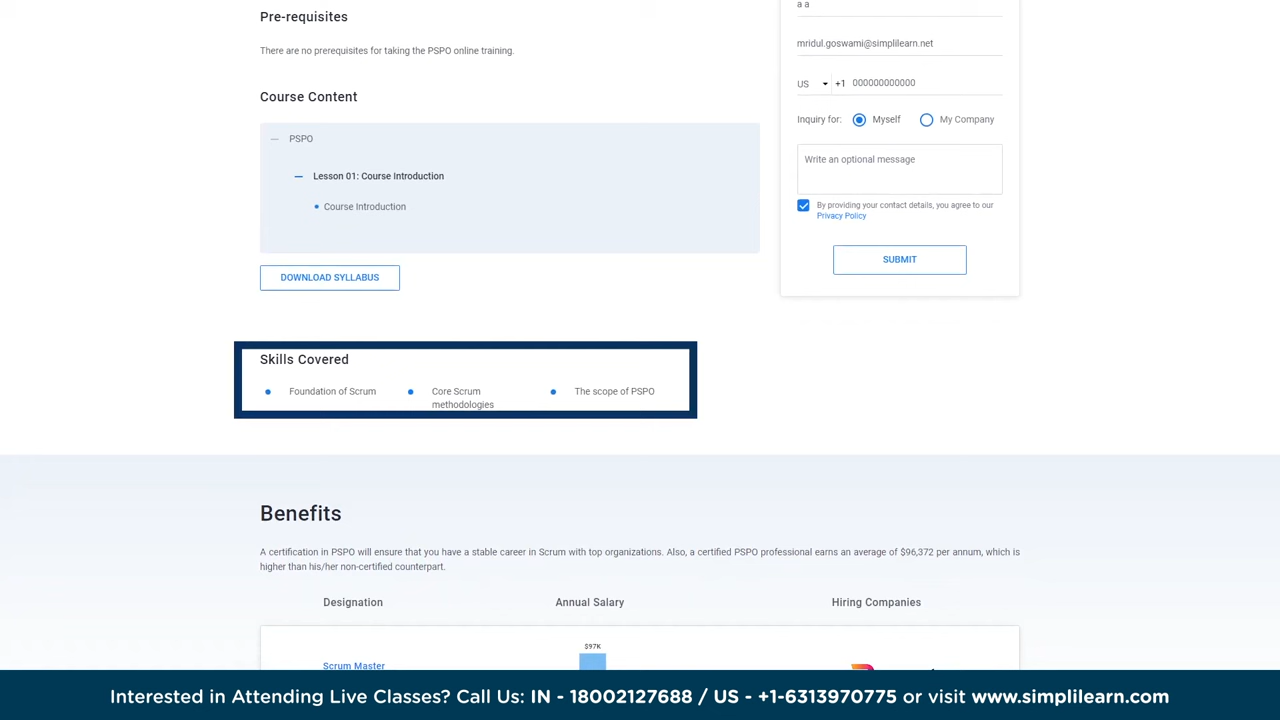 Pre-requisites
There are no prerequisites for taking the PSPO online training.
Course Content
PSPO
Lesson 01: Course Introduction
Course Introduction
DOWNLOAD SYLLABUS
a a
mridul.goswami@simplilearn.net
US +1 000000000000
Inquiry for: Myself My Company
Write an optional message
By providing your contact details, you agree to our
Privacy Policy
SUBMIT
Skills Covered
Foundation of Scrum
Core Scrum
methodologies
The scope of PSPO
Benefits
A certification in PSPO will ensure that you have a stable career in Scrum with top organizations. Also, a certified PSPO professional earns an average of $96,372 per annum, which is
higher than his/her non-certified counterpart.
Designation Annual Salary Hiring Companies
$97K
Scrum Master
Interested in Attending Live Classes? Call Us: IN - 18002127688 / US - +1-6313970775 or visit www.simplilearn.com